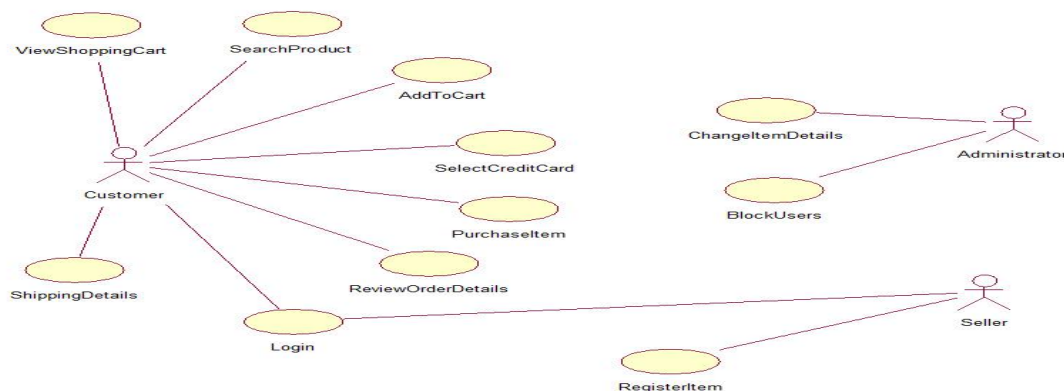 ViewShoppingCart
SearchProduct
AddToCart
ChangeItemDetails
Administrator
SelectCreditCard
Customer
BlockUsers
PurchaseItem
ShippingDetails
ReviewOrderDetails
Login
Seller
RegisterItem